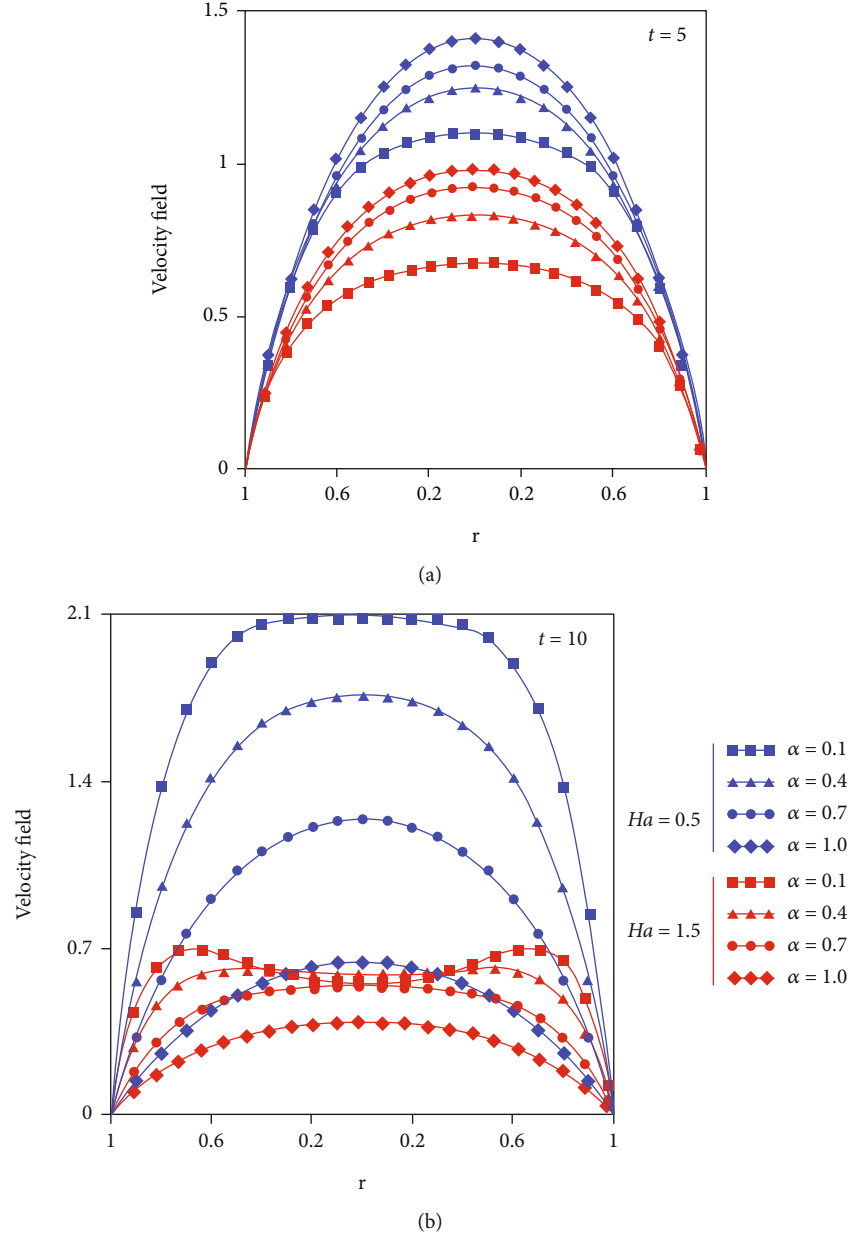 1.5
t = 5
1
Velocity field
0.5
0
1 0.6 0.2 0.2 0.6 1
r
(a)
2.1
t = 10
1.4
Velocity field
0.7
0
1 0.6 0.2 0.2 0.6 1
r
(b)
Ha = 0.5
α = 0.1
α = 0.4
α = 0.7
α = 1.0
Ha = 1.5
α = 0.1
α = 0.4
α = 0.7
α = 1.0